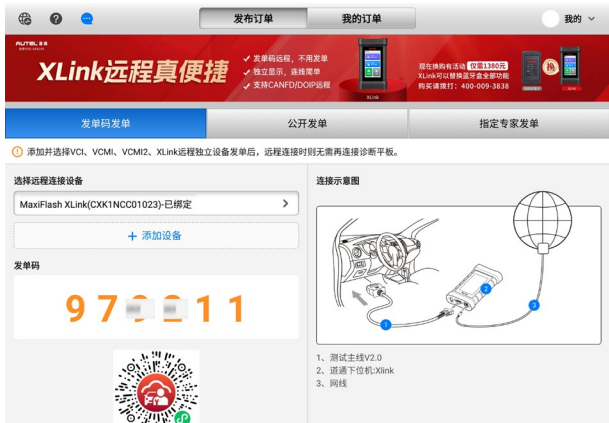 发布订单
我的订单
我的
AUTEL 道通
XLink远程真便捷
发单码远程，不用发单
独立显示，连线简单
支持CANFD/DOIP远程
XLink
现在换购有活动 仅需1380元
XLink可以替换蓝牙盒全部功能
购买请拨打：400-009-3838
换
发单码发单
公开发单
指定专家发单
添加并选择VCI、VCMI、VCMI2、XLink远程独立设备发单后，远程连接时则无需再连接诊断平板。
选择远程连接设备
MaxiFlash XLink(CXK1NCC01023)-已绑定
+ 添加设备
发单码
97 11
连接示意图
1
2
3
1、测试主线V2.0
2、道通下位机:Xlink
3、网线